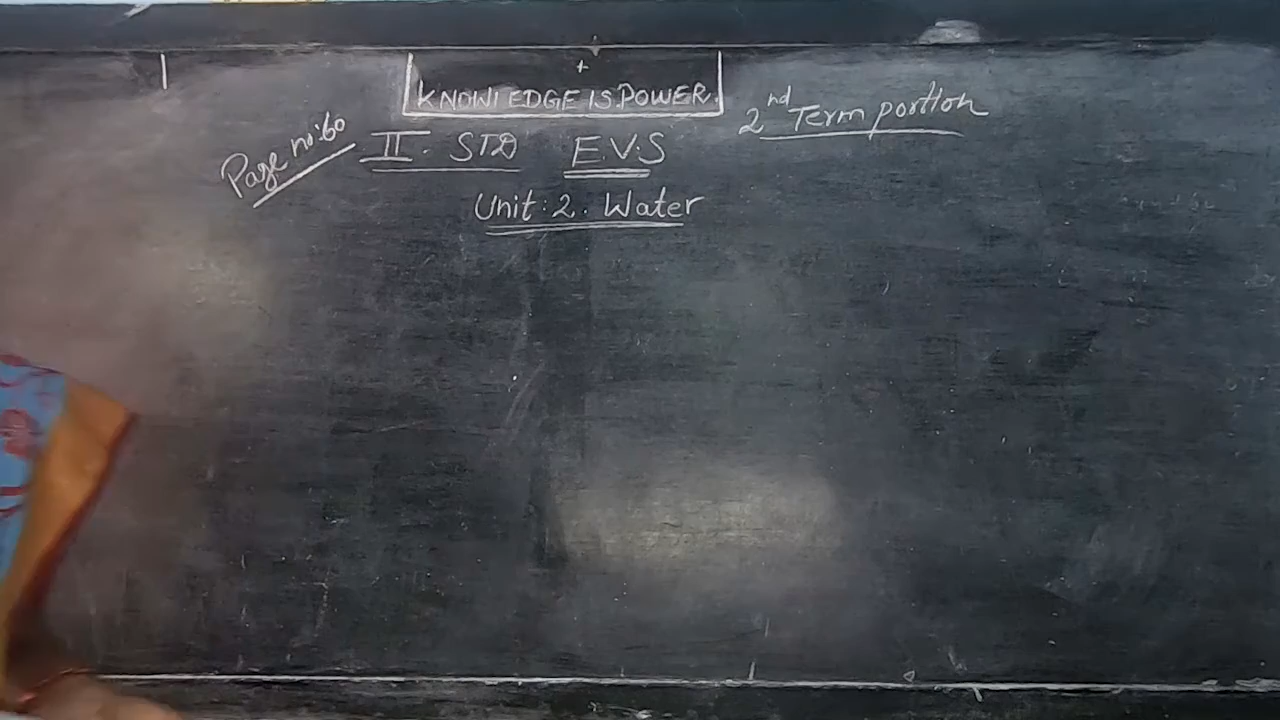 +
KNOWLEDGE IS.POWER.
2nd Term portion
Page no:60
II. STD E.V.S
Unit:2. Water